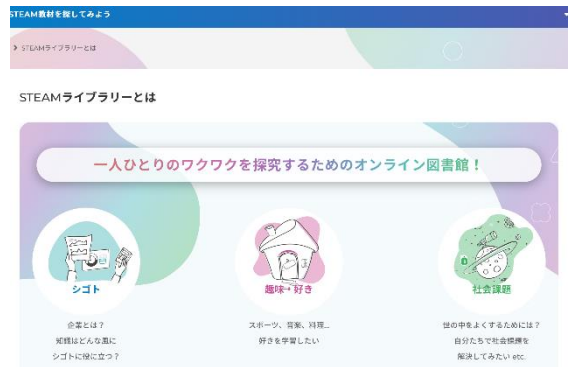 STEAM教材を探してみよう
> STEAMライブラリーとは
STEAMライブラリーとは
一人ひとりのワクワクを探究するためのオンライン図書館！
シゴト
趣味・好き
社会課題
企業とは？
知識はどんな風に
シゴトに役に立つ？
スポーツ、音楽、料理…
好きを学習したい
世の中をよくするためには？
自分たちで社会課題を
解決してみたい etc.